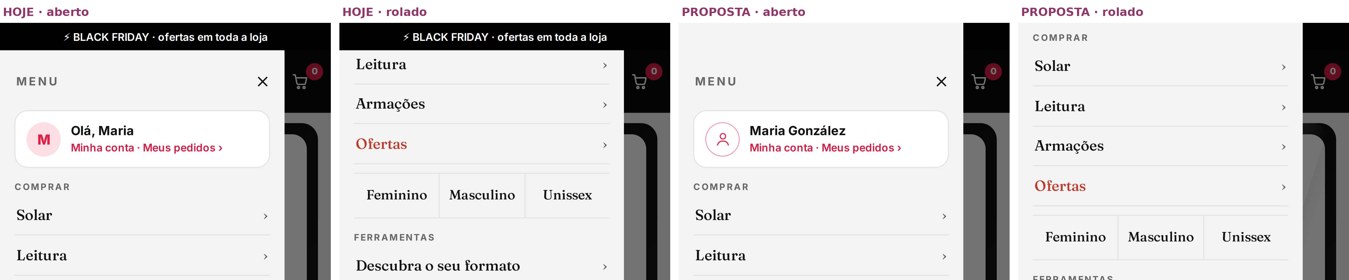 HOJE · aberto
⚡ BLACK FRIDAY · ofertas em toda a loja
MENU
0
M
Olá, Maria
Minha conta · Meus pedidos ›
COMPRAR
Solar ›
Leitura ›
HOJE · rolado
⚡ BLACK FRIDAY · ofertas em toda a loja
0
Leitura ›
Armações ›
Ofertas ›
Feminino Masculino Unissex
FERRAMENTAS
Descubra o seu formato ›
PROPOSTA · aberto
MENU
0
Maria González
Minha conta · Meus pedidos ›
COMPRAR
Solar ›
Leitura ›
PROPOSTA · rolado
COMPRAR
0
Solar ›
Leitura ›
Armações ›
Ofertas ›
Feminino Masculino Unissex